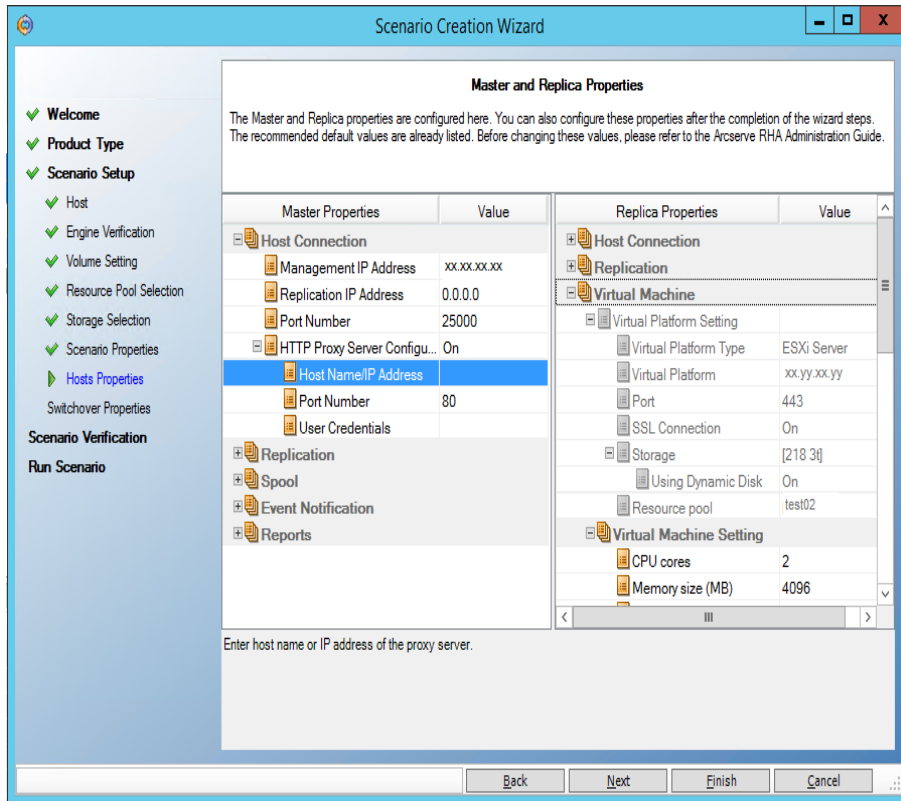 Scenario Creation Wizard
Welcome
Product Type
Scenario Setup
Host
Engine Verification
Volume Setting
Resource Pool Selection
Storage Selection
Scenario Properties
Hosts Properties
Switchover Properties
Scenario Verification
Run Scenario
Master and Replica Properties
The Master and Replica properties are configured here. You can also configure these properties after the completion of the wizard steps.
The recommended default values are already listed. Before changing these values, please refer to the Arcserve RHA Administration Guide.
Master Properties Value
Host Connection
Management IP Address xx.xx.xx.xx
Replication IP Address 0.0.0.0
Port Number 25000
HTTP Proxy Server Configu... On
Host Name/IP Address
Port Number 80
User Credentials
Replication
Spool
Event Notification
Reports
Replica Properties Value
Host Connection
Replication
Virtual Machine
Virtual Platform Setting
Virtual Platform Type ESXi Server
Virtual Platform xx.yy.xx.yy
Port 443
SSL Connection On
Storage [218 3t]
Using Dynamic Disk On
Resource pool test02
Virtual Machine Setting
CPU cores 2
Memory size (MB) 4096
Enter host name or IP address of the proxy server.
Back Next Finish Cancel